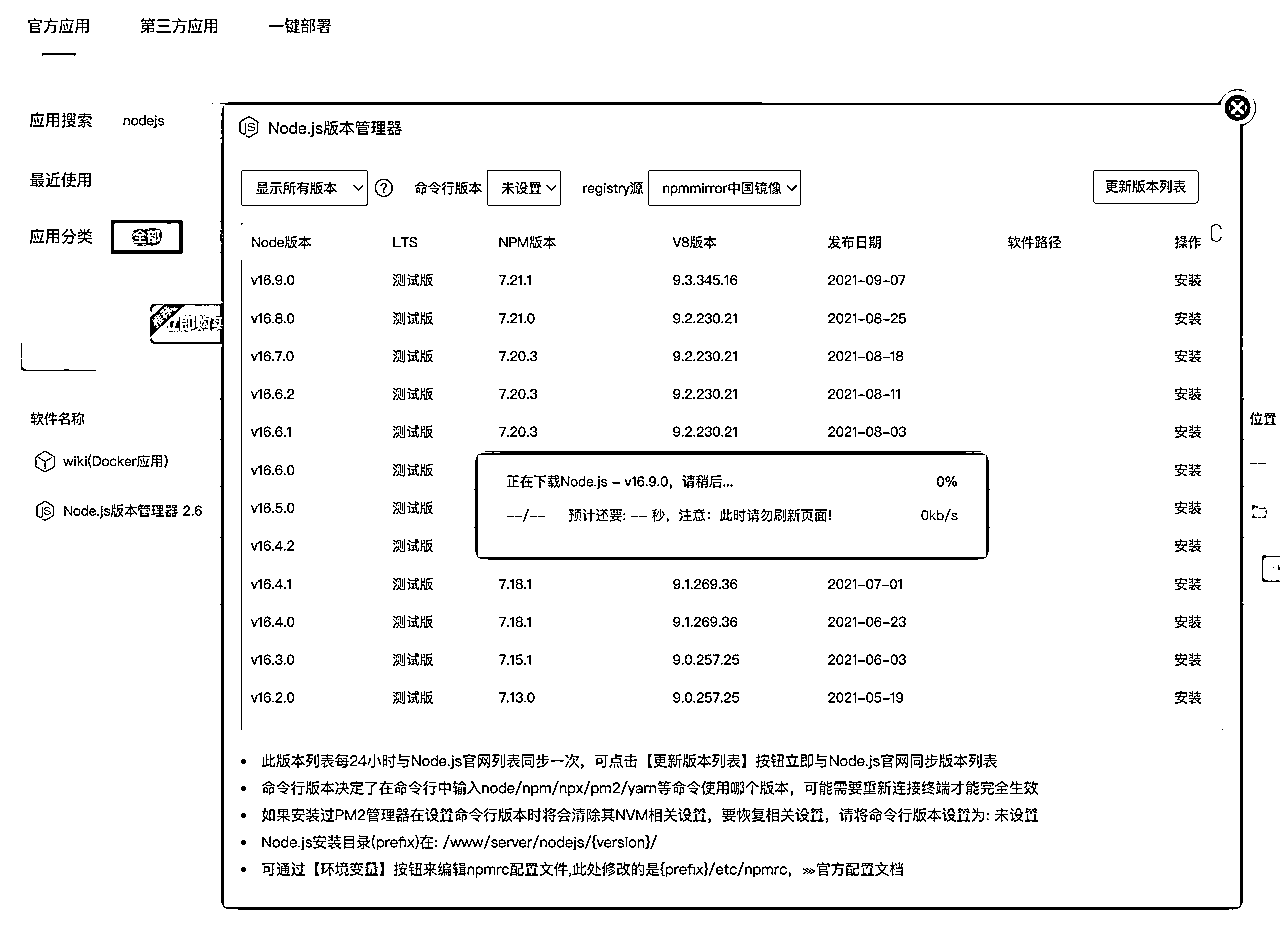 官方应用 第三方应用 一键部署
应用搜索 nodejs
最近使用
应用分类 全部
立即购买
软件名称
wiki(Docker应用)
Node.js版本管理器 2.6
位置
Node.js版本管理器
显示所有版本 命令行版本 未设置 registry源 npmmirror中国镜像 更新版本列表
Node版本 LTS NPM版本 V8版本 发布日期 软件路径 操作
v16.9.0 测试版 7.21.1 9.3.345.16 2021-09-07 安装
v16.8.0 测试版 7.21.0 9.2.230.21 2021-08-25 安装
v16.7.0 测试版 7.20.3 9.2.230.21 2021-08-18 安装
v16.6.2 测试版 7.20.3 9.2.230.21 2021-08-11 安装
v16.6.1 测试版 7.20.3 9.2.230.21 2021-08-03 安装
v16.6.0 测试版 安装
v16.5.0 测试版 安装
v16.4.2 测试版 安装
正在下载Node.js - v16.9.0，请稍后... 0%
--/-- 预计还要: -- 秒，注意：此时请勿刷新页面! 0kb/s
v16.4.1 测试版 7.18.1 9.1.269.36 2021-07-01 安装
v16.4.0 测试版 7.18.1 9.1.269.36 2021-06-23 安装
v16.3.0 测试版 7.15.1 9.0.257.25 2021-06-03 安装
v16.2.0 测试版 7.13.0 9.0.257.25 2021-05-19 安装
• 此版本列表每24小时与Node.js官网列表同步一次，可点击【更新版本列表】按钮立即与Node.js官网同步版本列表
• 命令行版本决定了在命令行中输入node/npm/npx/pm2/yarn等命令使用哪个版本，可能需要重新连接终端才能完全生效
• 如果安装过PM2管理器在设置命令行版本时将会清除其NVM相关设置，要恢复相关设置，请将命令行版本设置为: 未设置
• Node.js安装目录(prefix)在: /www/server/nodejs/{version}/
• 可通过【环境变量】按钮来编辑npmrc配置文件,此处修改的是{prefix}/etc/npmrc，>>官方配置文档